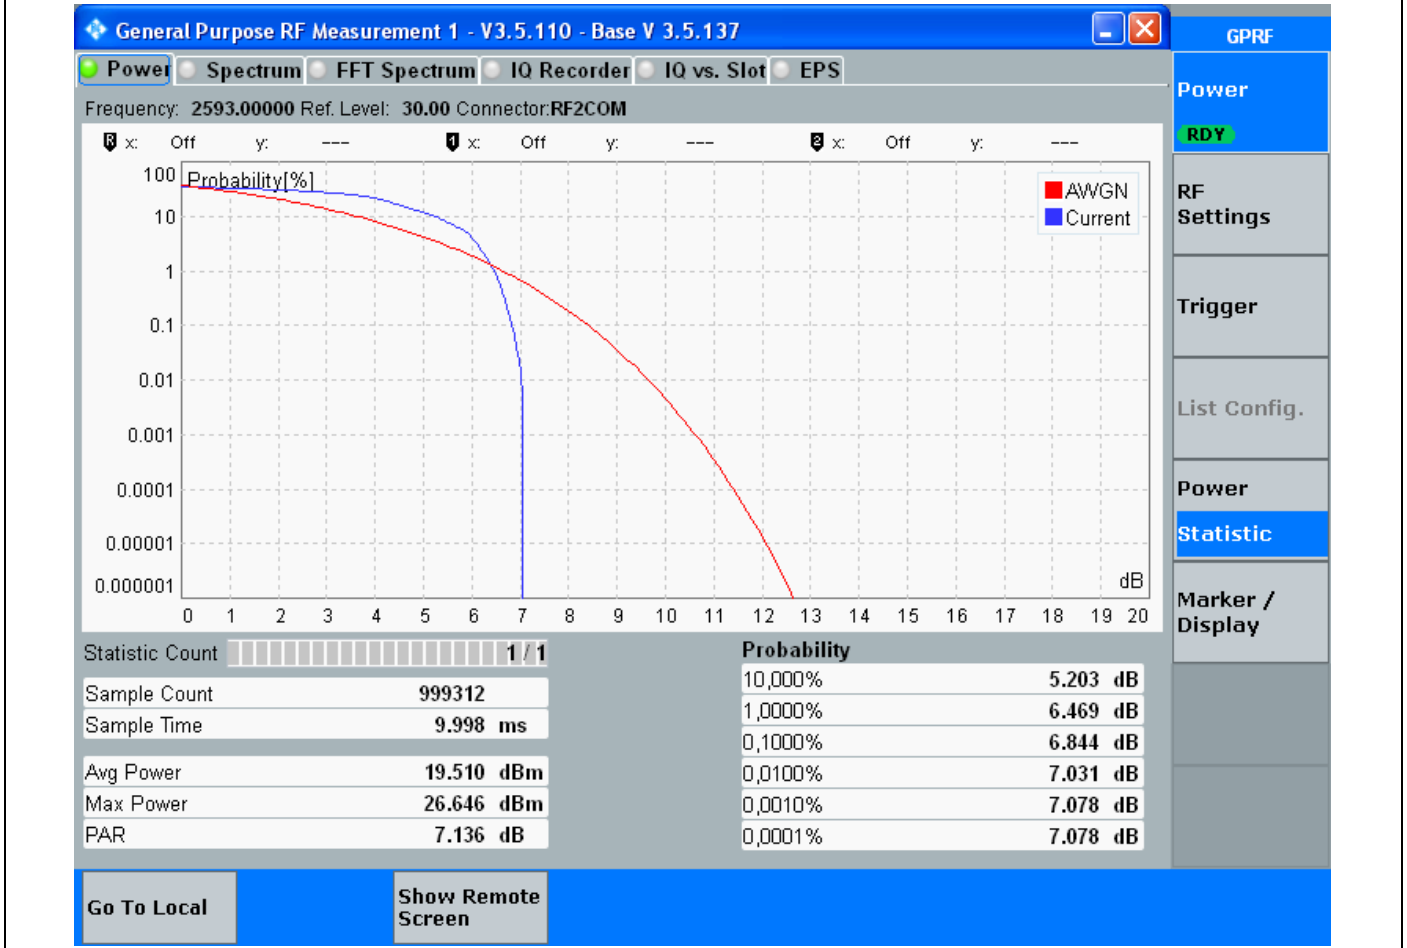 General Purpose RF Measurement 1 - V3.5.110 - Base V 3.5.137
GPRF
Power Spectrum FFT Spectrum IQ Recorder IQ vs. Slot EPS
Power
RDY
Frequency: 2593.00000 Ref. Level: 30.00 Connector:RF2COM
R x: Off y: --- 1 x: Off y: --- 2 x: Off y: ---
Probability[%]
AWGN
Current
100
10
1
0.1
0.01
0.001
0.0001
0.00001
0.000001
dB
0 1 2 3 4 5 6 7 8 9 10 11 12 13 14 15 16 17 18 19 20
RF
Settings
Trigger
List Config.
Power
Statistic
Marker /
Display
Statistic Count 1 / 1
Sample Count 999312
Sample Time 9.998 ms
Avg Power 19.510 dBm
Max Power 26.646 dBm
PAR 7.136 dB
Probability
10,000% 5.203 dB
1,0000% 6.469 dB
0,1000% 6.844 dB
0,0100% 7.031 dB
0,0010% 7.078 dB
0,0001% 7.078 dB
Go To Local
Show Remote
Screen